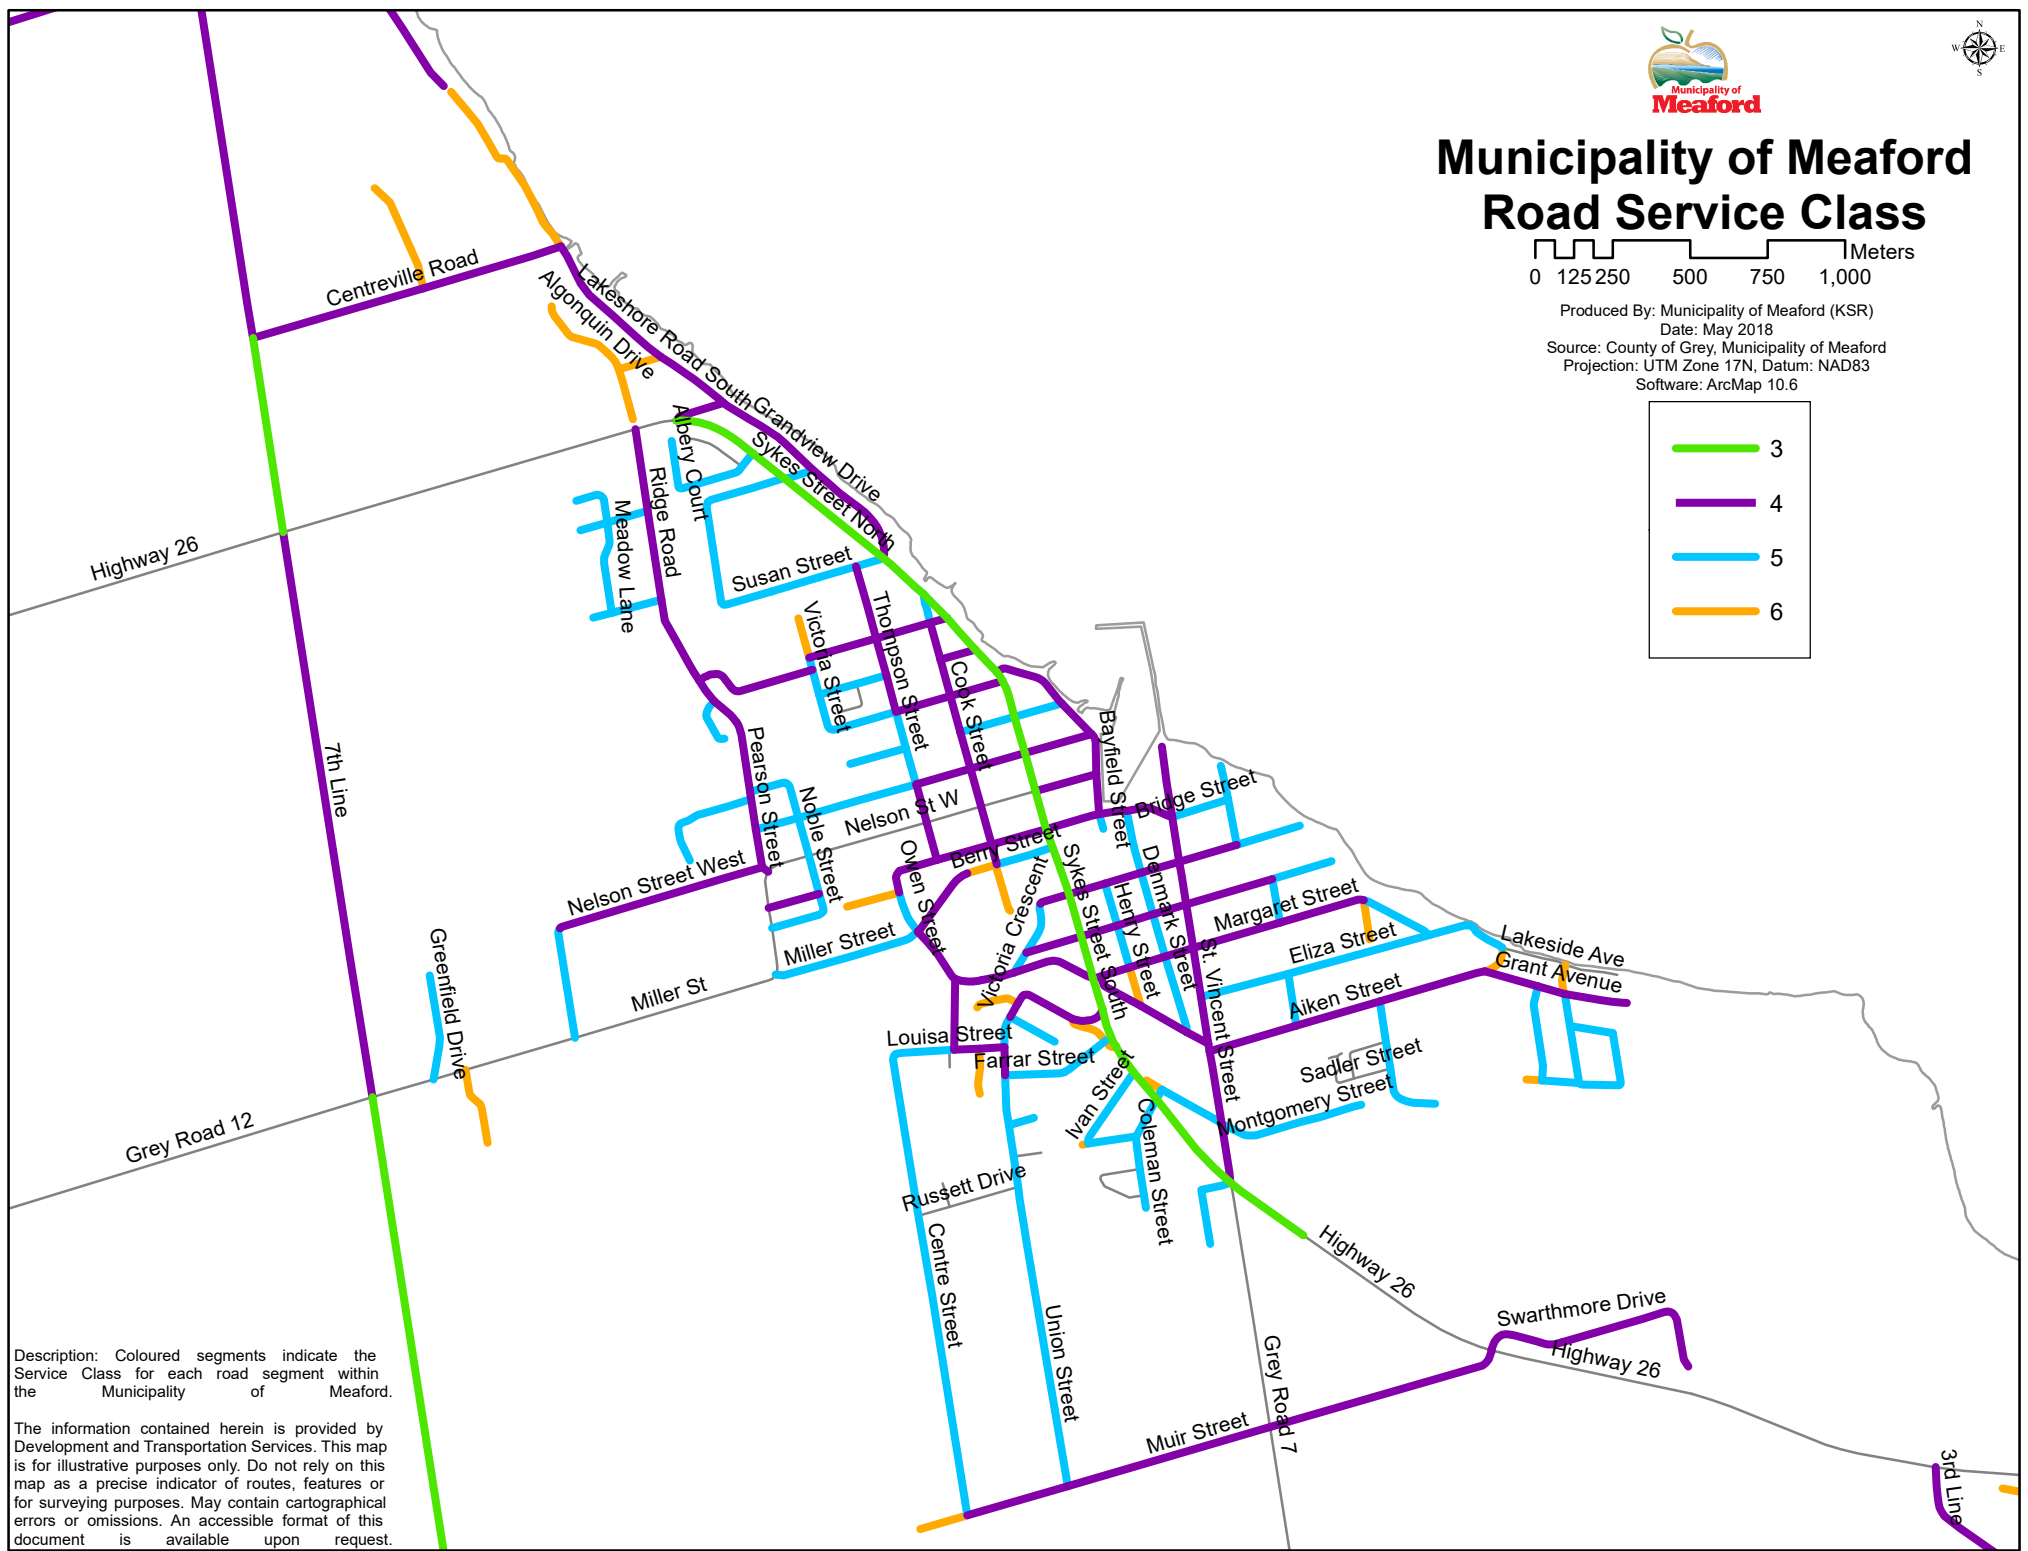 N
W E
S
Municipality of
Meaford
Municipality of Meaford
Road Service Class
Meters
0 125 250 500 750 1,000
Produced By: Municipality of Meaford (KSR)
Date: May 2018
Source: County of Grey, Municipality of Meaford
Projection: UTM Zone 17N, Datum: NAD83
Software: ArcMap 10.6
3
4
5
6
Centreville Road
Algonquin Drive
Lakeshore Road South
Grandview Drive
Albery Court
Sykes Street North
Ridge Road
Meadow Lane
Highway 26
Susan Street
Victoria Street
Thompson Street
Cook Street
7th Line
Pearson Street
Noble Street
Nelson St W
Bayfield Street
Bridge Street
Nelson Street West
Owen Street
Berry Street
Sykes Street South
Denmark Street
Henry Street
Victoria Crescent
Margaret Street
Eliza Street
Lakeside Ave
Grant Avenue
Miller Street
Miller St
Greenfield Drive
St. Vincent Street
Aiken Street
Louisa Street
Farrar Street
Ivan Street
Sadler Street
Montgomery Street
Coleman Street
Grey Road 12
Russett Drive
Centre Street
Union Street
Highway 26
Swarthmore Drive
Highway 26
Grey Road 7
Muir Street
3rd Line
Description: Coloured segments indicate the
Service Class for each road segment within
the Municipality of Meaford.
The information contained herein is provided by
Development and Transportation Services. This map
is for illustrative purposes only. Do not rely on this
map as a precise indicator of routes, features or
for surveying purposes. May contain cartographical
errors or omissions. An accessible format of this
document is available upon request.